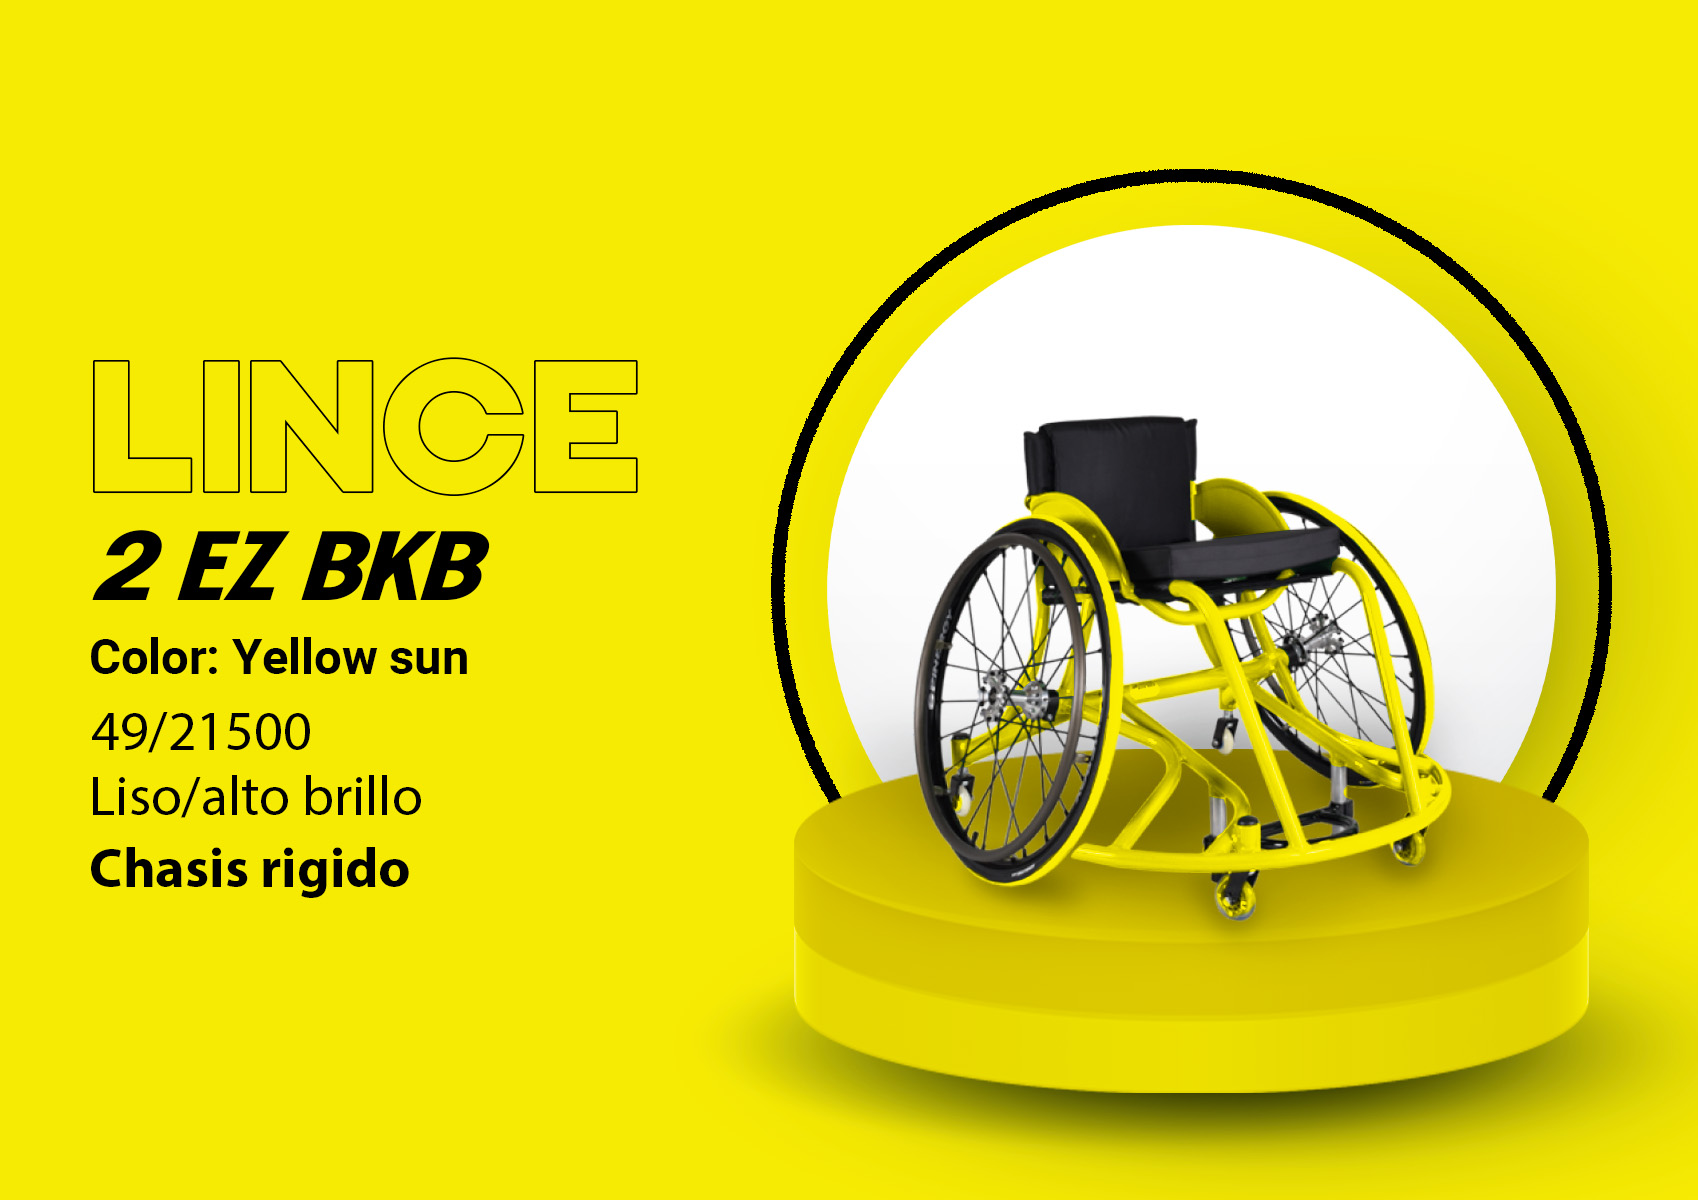 LINCE
2 EZ BKB
Color: Yellow sun
49/21500
Liso/alto brillo
Chasis rigido